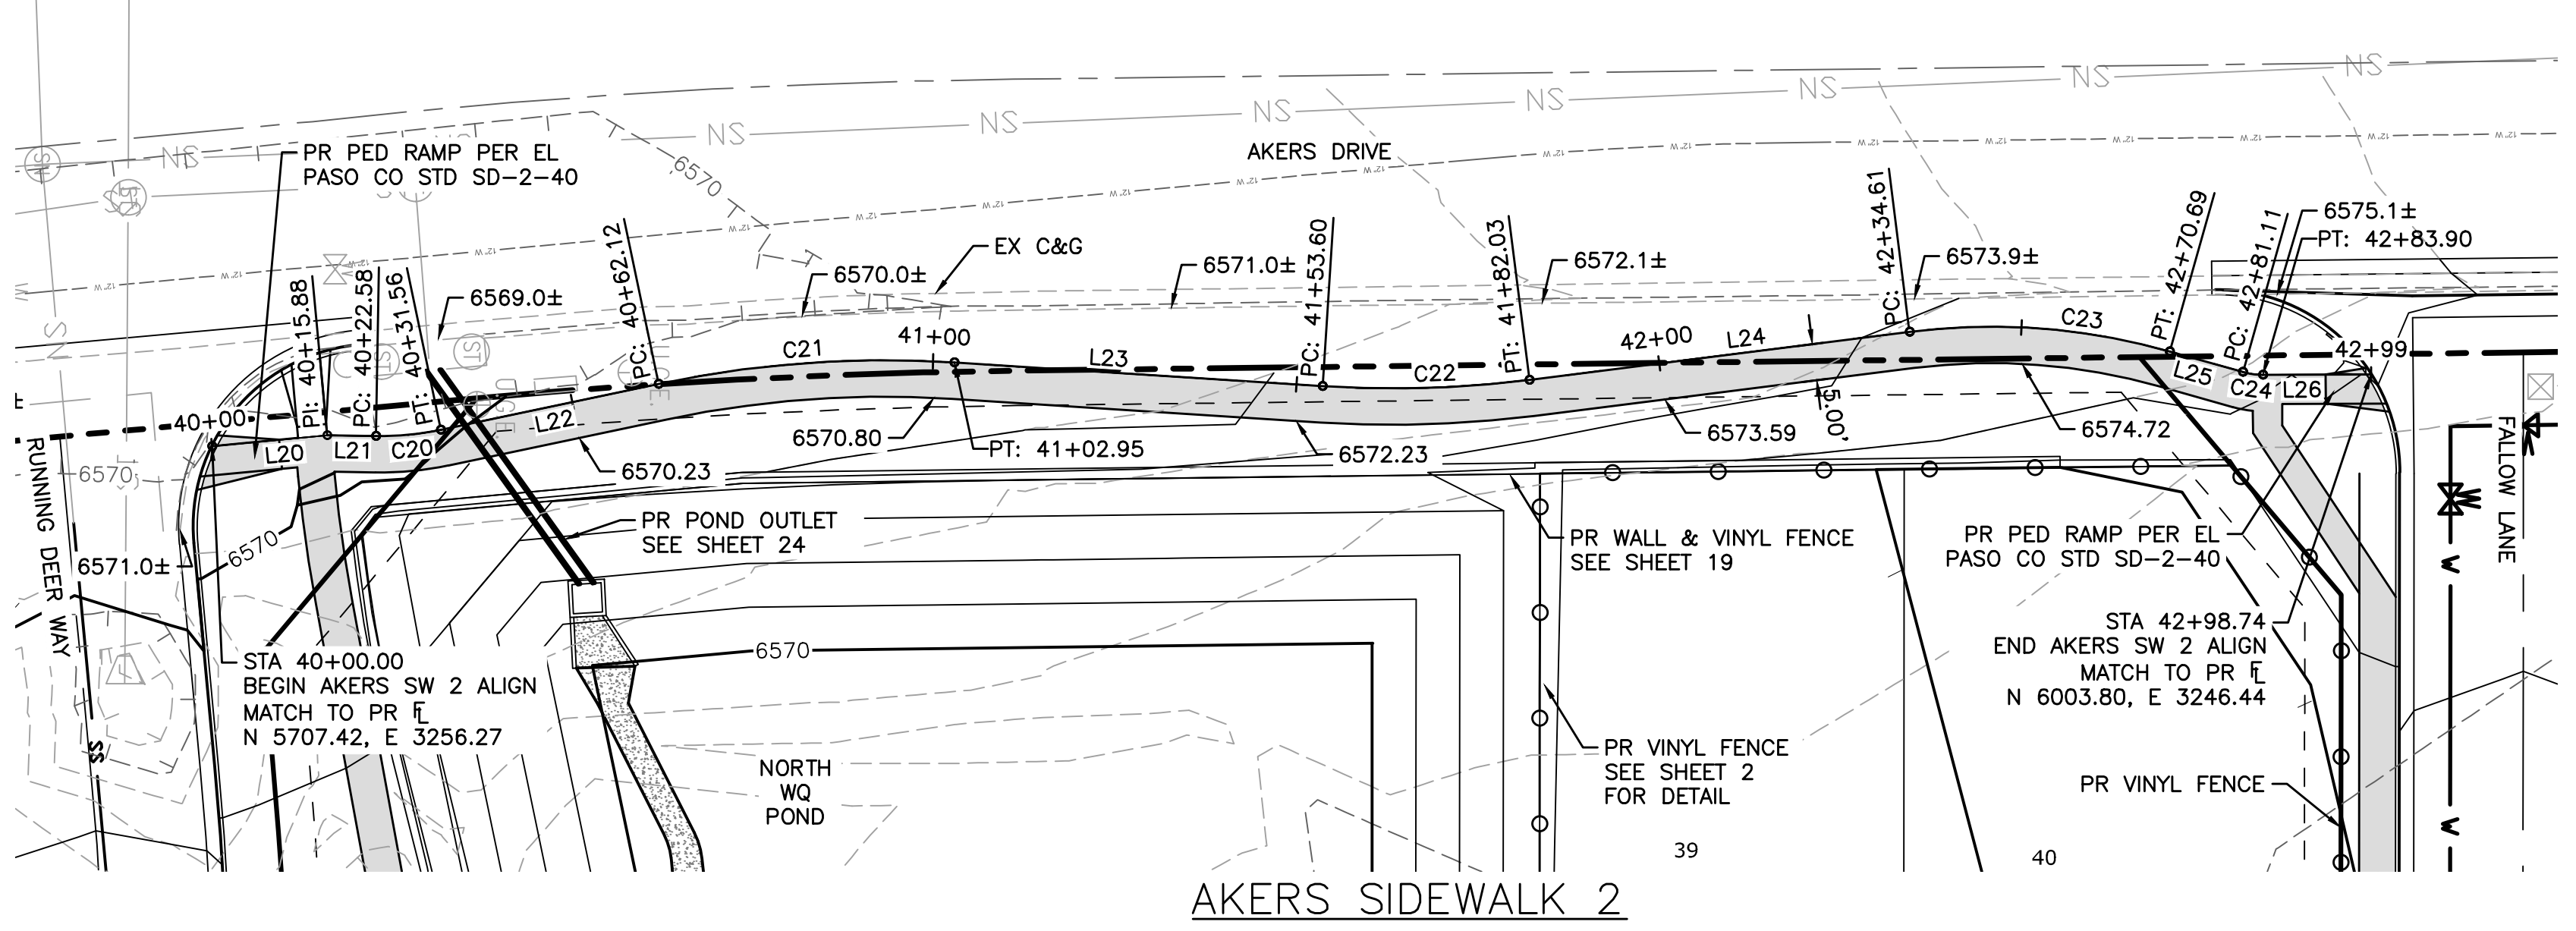 NS
NS
NS
NS
NS
NS
NS
NS
PR PED RAMP PER EL
PASO CO STD SD-2-40
6570
AKERS DRIVE
12"W
EX C&G
6569.0±
6570.0±
6571.0±
6572.1±
6573.9±
6575.1±
PT: 42+83.90
PI: 40+15.88
PC: 40+22.58
PT: 40+31.56
PC: 40+62.12
PC: 41+53.60
PT: 41+82.03
PC: 42+34.61
PT: 42+70.69
PC: 42+81.11
40+00
41+00
42+00
42+99
L20
L21
C20
L22
C21
L23
C22
L24
C23
L25
C24
L26
ST
ST
5.00'
6570.23
6570.80
PT: 41+02.95
6572.23
6573.59
6574.72
RUNNING DEER WAY
FALLOW LANE
6570
6570
6571.0±
PR POND OUTLET
SEE SHEET 24
PR WALL & VINYL FENCE
SEE SHEET 19
PR PED RAMP PER EL
PASO CO STD SD-2-40
STA 40+00.00
BEGIN AKERS SW 2 ALIGN
MATCH TO PR FL
N 5707.42, E 3256.27
6570
STA 42+98.74
END AKERS SW 2 ALIGN
MATCH TO PR FL
N 6003.80, E 3246.44
NORTH
WQ
POND
PR VINYL FENCE
SEE SHEET 2
FOR DETAIL
PR VINYL FENCE
SS
W
W
39
40
AKERS SIDEWALK 2